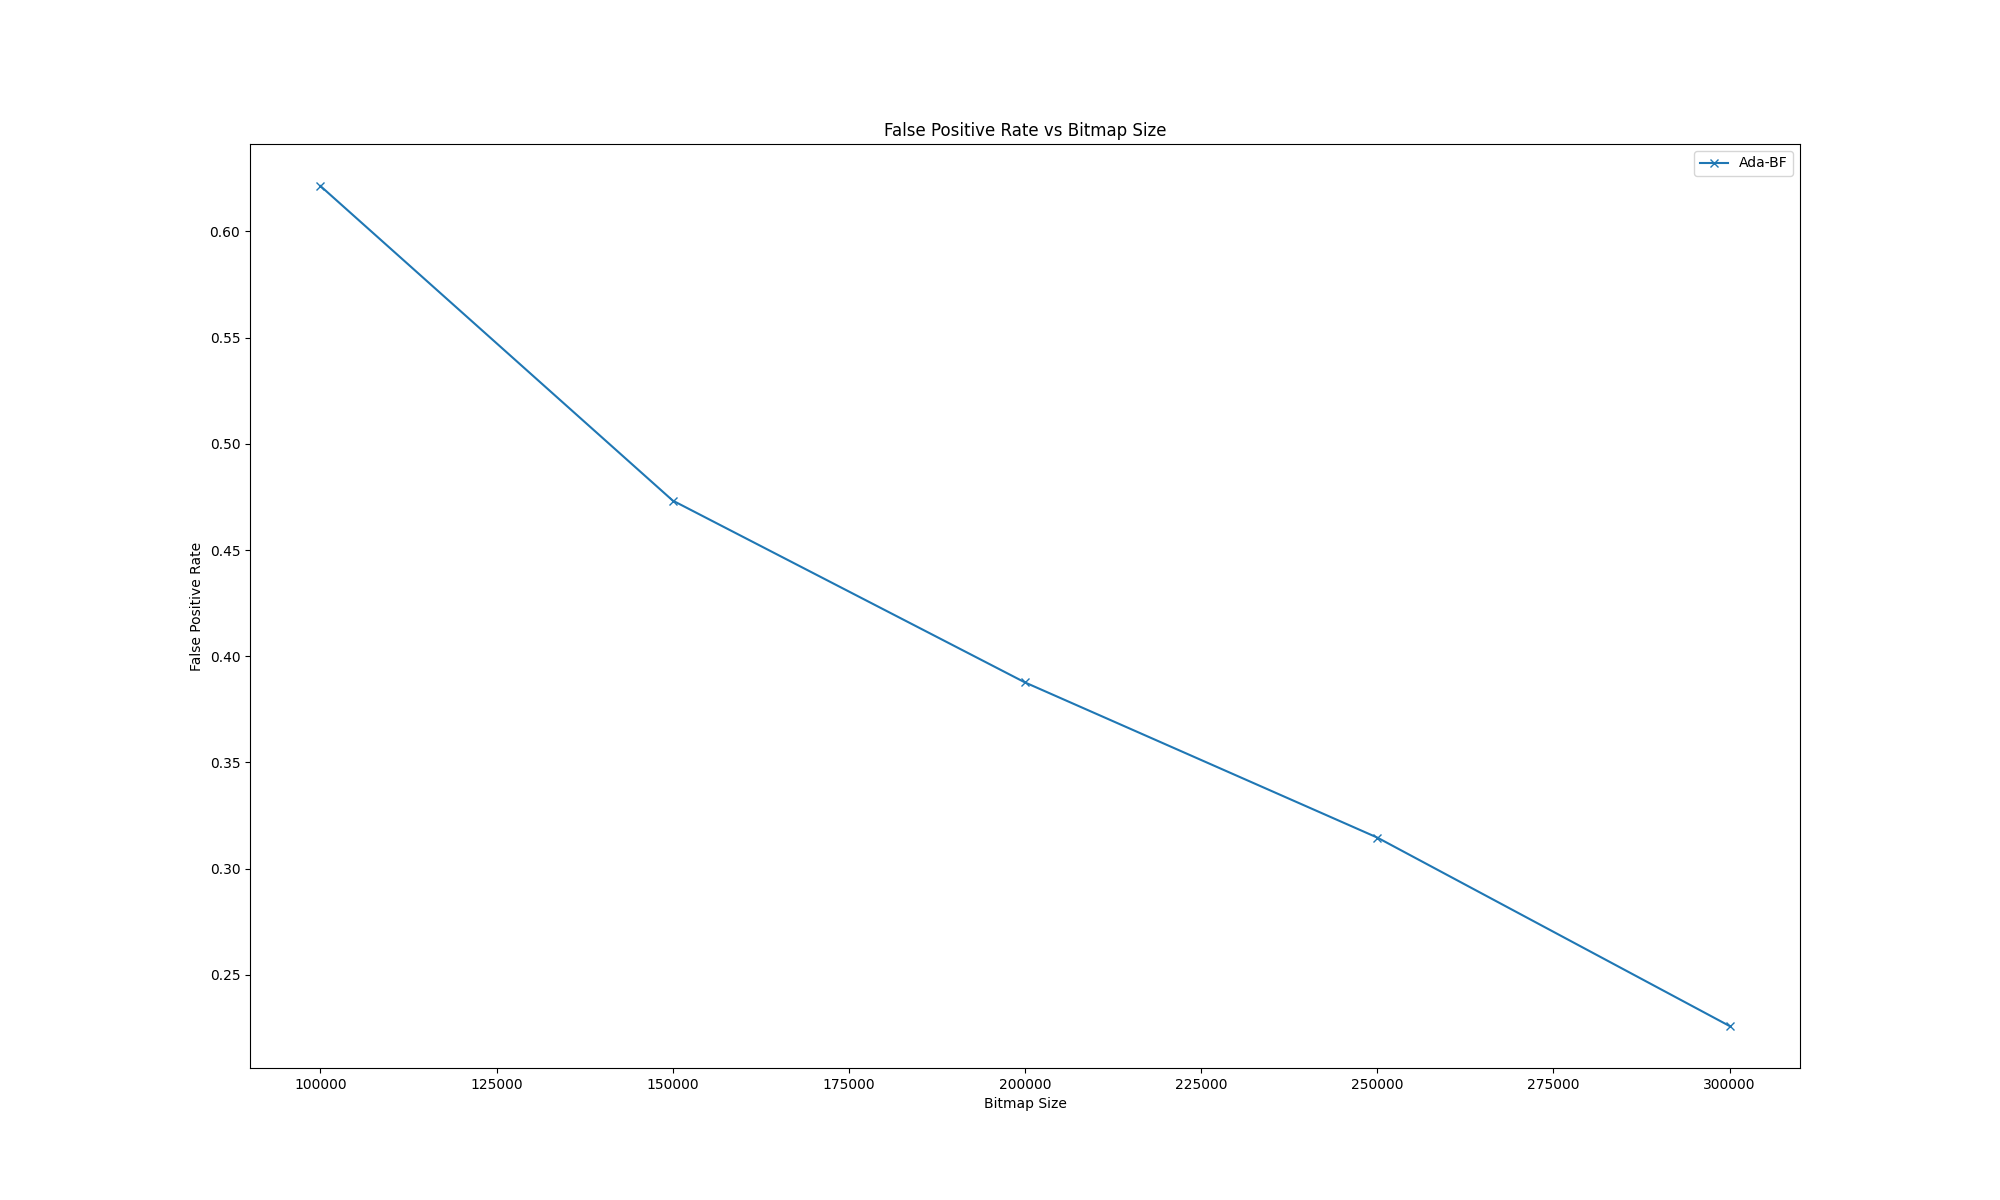 False Positive Rate vs Bitmap Size
Ada-BF
0.60
0.55
0.50
0.45
0.40
0.35
0.30
0.25
False Positive Rate
100000 125000 150000 175000 200000 225000 250000 275000 300000
Bitmap Size